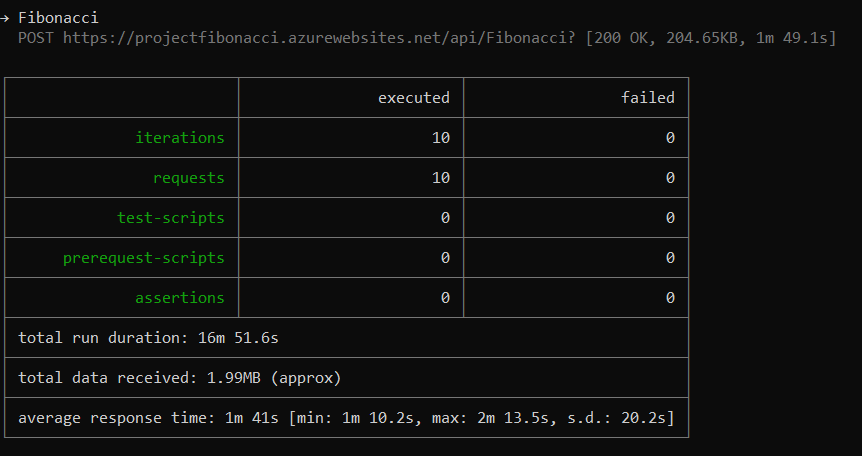 → Fibonacci
POST https://projectfibonacci.azurewebsites.net/api/Fibonacci? [200 OK, 204.65KB, 1m 49.1s]
executed failed
iterations 10 0
requests 10 0
test-scripts 0 0
prerequest-scripts 0 0
assertions 0 0
total run duration: 16m 51.6s
total data received: 1.99MB (approx)
average response time: 1m 41s [min: 1m 10.2s, max: 2m 13.5s, s.d.: 20.2s]